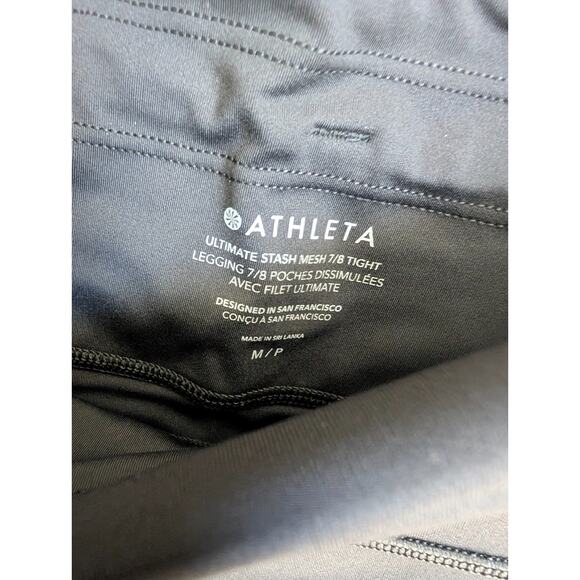 ATHLETA
ULTIMATE STASH MESH 7/8 TIGHT
LEGGING 7/8 POCHES DISSIMULÉES
AVEC FILET ULTIMATE
DESIGNED IN SAN FRANCISCO
CONÇU À SAN FRANCISCO
MADE IN SRI LANKA
M / P